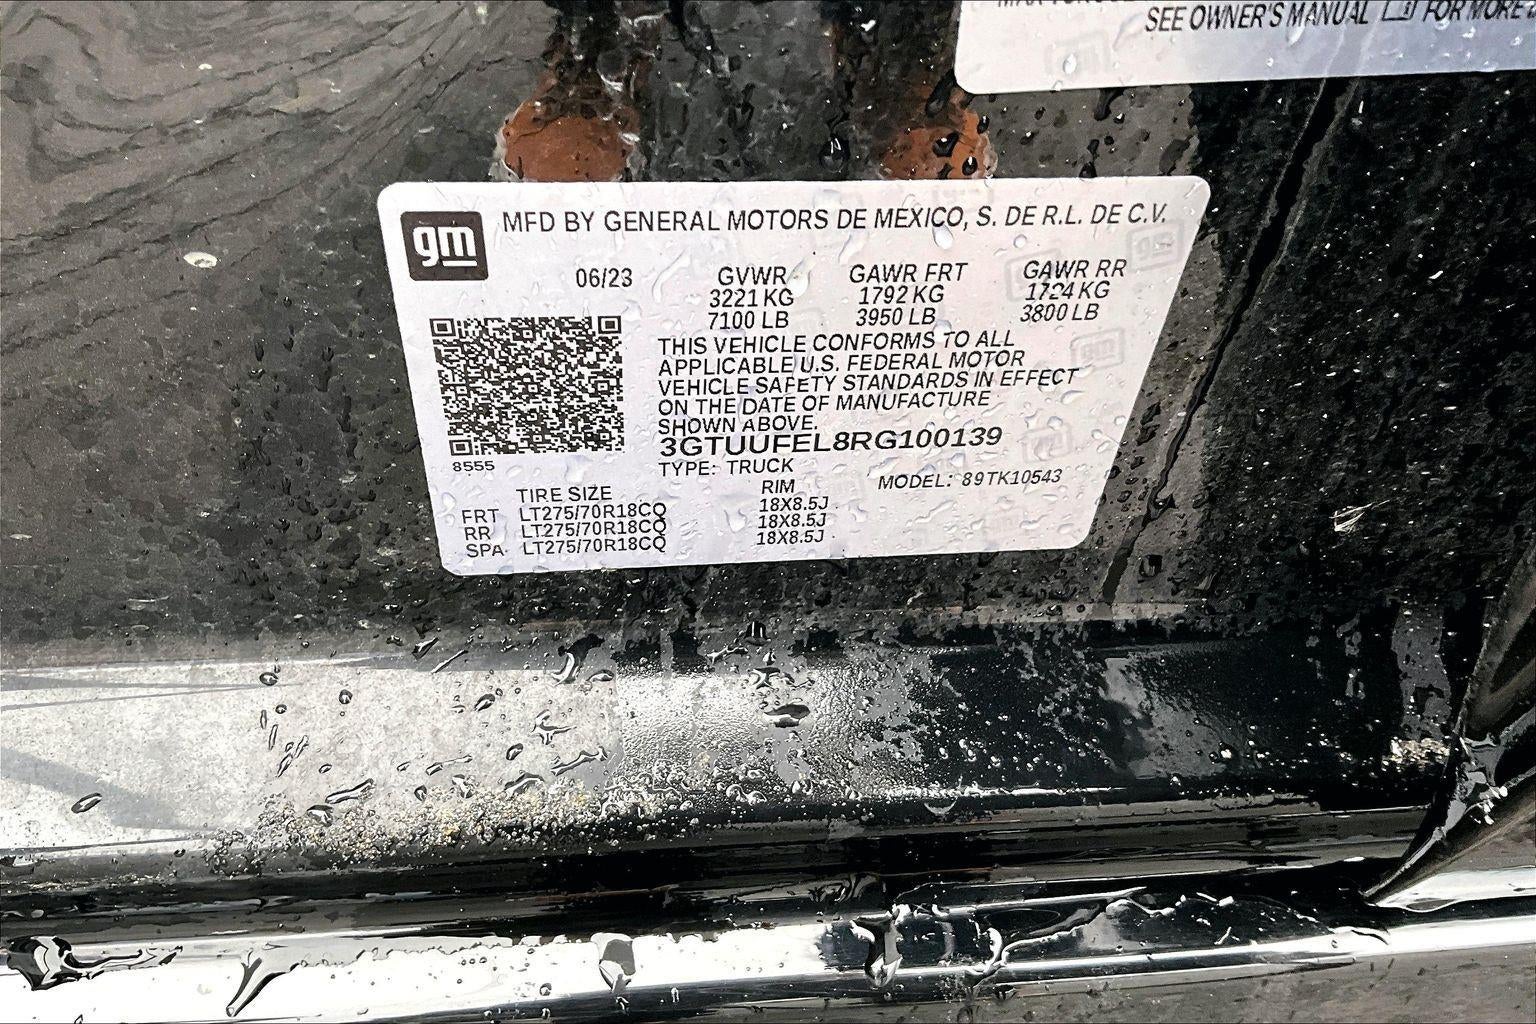 SEE OWNER'S MANUAL FOR MORE
gm
MFD BY GENERAL MOTORS DE MEXICO, S. DE R.L. DE C.V.
06/23 GVWR GAWR FRT GAWR RR
3221 KG 1792 KG 1724 KG
7100 LB 3950 LB 3800 LB
THIS VEHICLE CONFORMS TO ALL
APPLICABLE U.S. FEDERAL MOTOR
VEHICLE SAFETY STANDARDS IN EFFECT
ON THE DATE OF MANUFACTURE
SHOWN ABOVE.
3GTUUFEL8RG100139
8555
TYPE: TRUCK
MODEL: 89TK10543
TIRE SIZE RIM
FRT LT275/70R18CQ 18X8.5J
RR LT275/70R18CQ 18X8.5J
SPA LT275/70R18CQ 18X8.5J